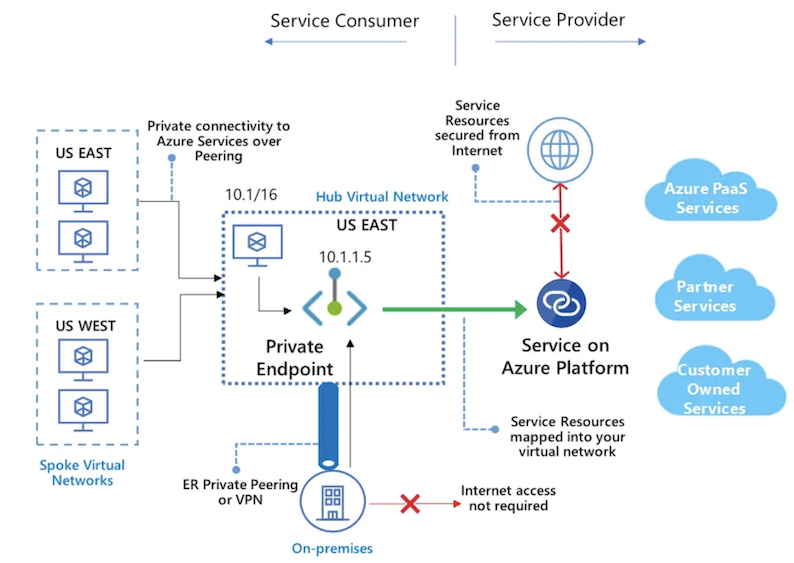 Service Consumer
Service Provider
Private connectivity to
Azure Services over
Peering
Service
Resources
secured from
Internet
US EAST
10.1/16
Hub Virtual Network
US EAST
10.1.1.5
Azure PaaS
Services
Partner
Services
US WEST
Private
Endpoint
Service on
Azure Platform
Customer
Owned
Services
Spoke Virtual
Networks
ER Private Peering
or VPN
Service Resources
mapped into your
virtual network
Internet access
not required
On-premises